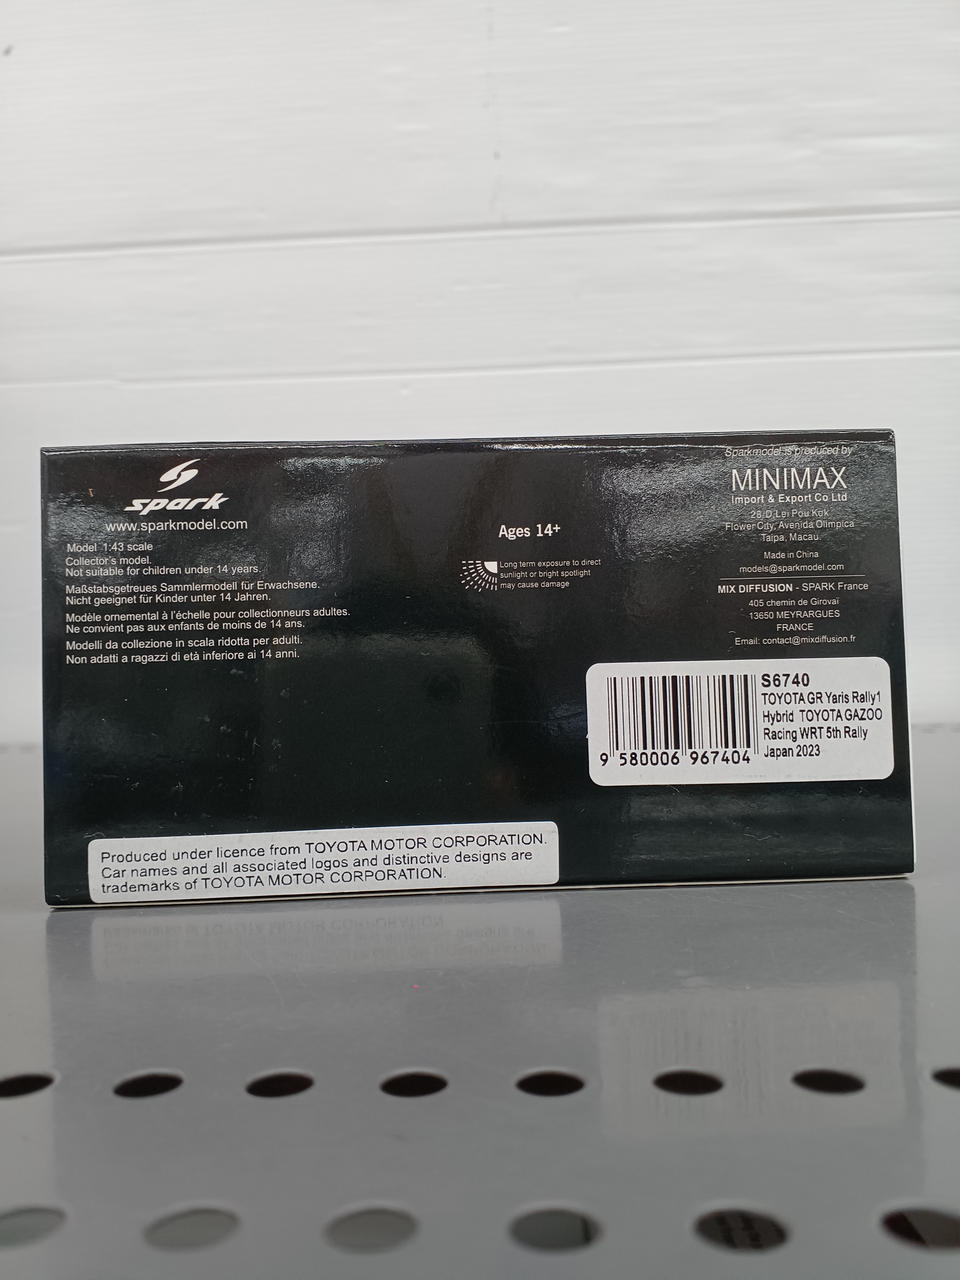 spark
www.sparkmodel.com
Model 1:43 scale
Collector's model.
Not suitable for children under 14 years.
Maßstabsgetreues Sammlermodell für Erwachsene.
Nicht geeignet für Kinder unter 14 Jahren.
Modèle ornemental à l'échelle pour collectionneurs adultes.
Ne convient pas aux enfants de moins de 14 ans.
Modelli da collezione in scala ridotta per adulti.
Non adatti a ragazzi di età inferiore ai 14 anni.
Ages 14+
Long term exposure to direct
sunlight or bright spotlight
may cause damage
Sparkmodel is produced by
MINIMAX
Import & Export Co Ltd
28/D,Lei Pou Kok
Flower City, Avenida Olimpica
Taipa, Macau.
Made in China
models@sparkmodel.com
MIX DIFFUSION - SPARK France
405 chemin de Girovaï
13650 MEYRARGUES
FRANCE
Email: contact@mixdiffusion.fr
S6740
TOYOTA GR Yaris Rally1
Hybrid TOYOTA GAZOO
Racing WRT 5th Rally
Japan 2023
9 580006 967404
Produced under licence from TOYOTA MOTOR CORPORATION.
Car names and all associated logos and distinctive designs are
trademarks of TOYOTA MOTOR CORPORATION.